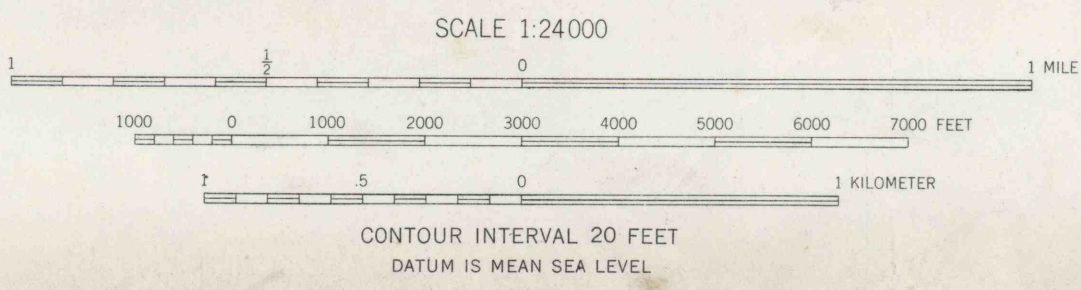 SCALE 1:24000
1 ½ 0 1 MILE
1000 0 1000 2000 3000 4000 5000 6000 7000 FEET
1 .5 0 1 KILOMETER
CONTOUR INTERVAL 20 FEET
DATUM IS MEAN SEA LEVEL